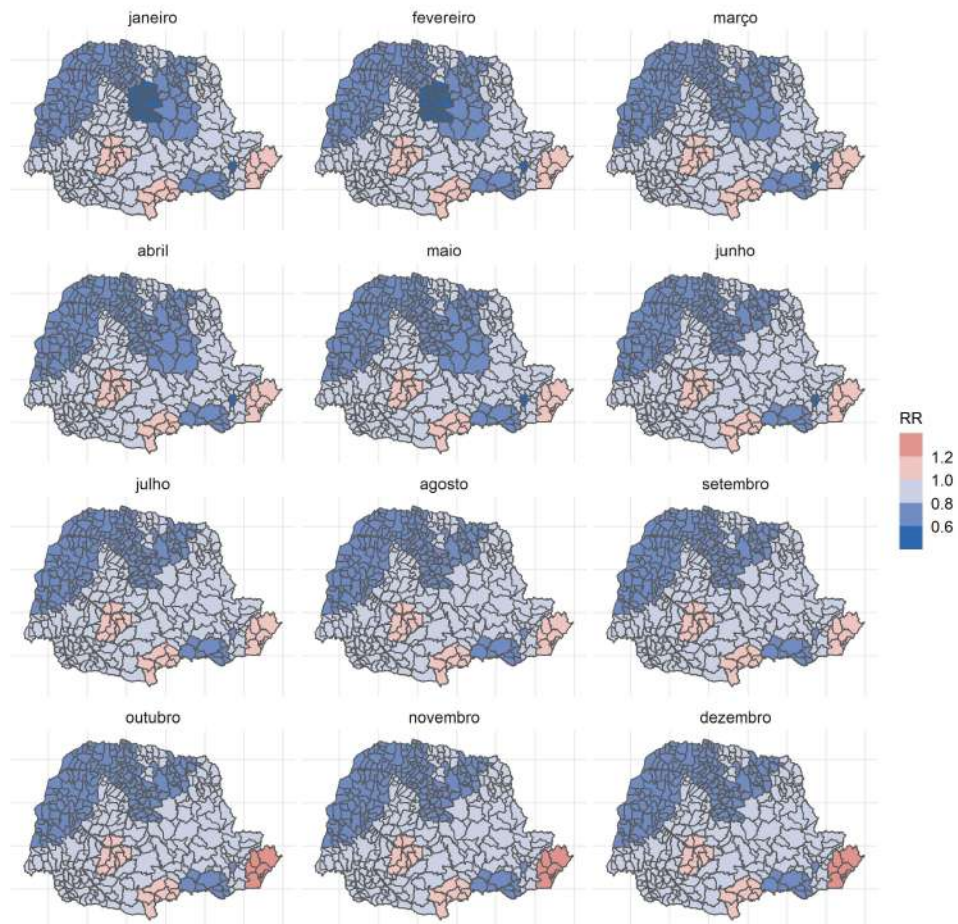 janeiro
fevereiro
março
abril
maio
junho
julho
agosto
setembro
outubro
novembro
dezembro
RR
1.2
1.0
0.8
0.6